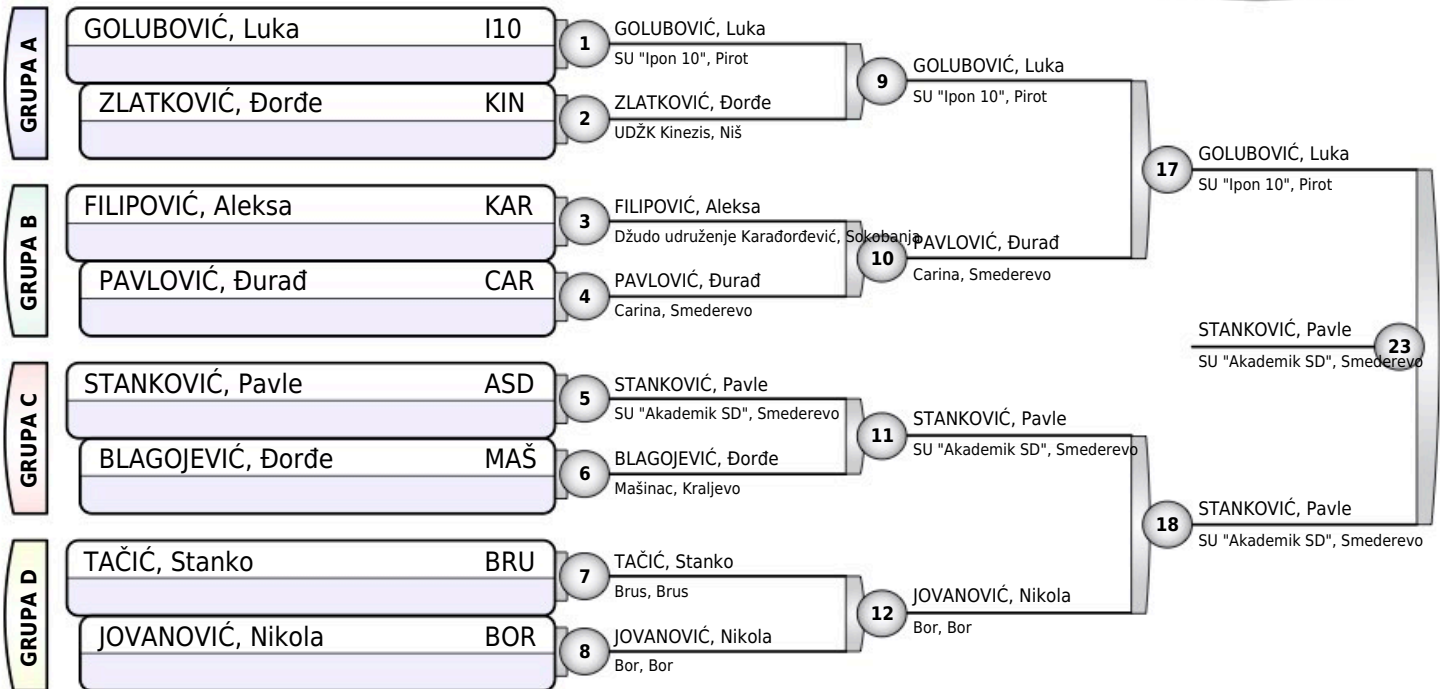 GRUPA A
GOLUBOVIĆ, Luka I10
ZLATKOVIĆ, Đorđe KIN
GRUPA B
FILIPOVIĆ, Aleksa KAR
PAVLOVIĆ, Đurađ CAR
GRUPA C
STANKOVIĆ, Pavle ASD
BLAGOJEVIĆ, Đorđe MAŠ
GRUPA D
TAČIĆ, Stanko BRU
JOVANOVIĆ, Nikola BOR
1
GOLUBOVIĆ, Luka
SU "Ipon 10", Pirot
2
ZLATKOVIĆ, Đorđe
UDŽK Kinezis, Niš
3
FILIPOVIĆ, Aleksa
Džudo udruženje Karađorđević, Sokobanja
4
PAVLOVIĆ, Đurađ
Carina, Smederevo
5
STANKOVIĆ, Pavle
SU "Akademik SD", Smederevo
6
BLAGOJEVIĆ, Đorđe
Mašinac, Kraljevo
7
TAČIĆ, Stanko
Brus, Brus
8
JOVANOVIĆ, Nikola
Bor, Bor
9
GOLUBOVIĆ, Luka
SU "Ipon 10", Pirot
10
PAVLOVIĆ, Đurađ
Carina, Smederevo
11
STANKOVIĆ, Pavle
SU "Akademik SD", Smederevo
12
JOVANOVIĆ, Nikola
Bor, Bor
17
GOLUBOVIĆ, Luka
SU "Ipon 10", Pirot
18
STANKOVIĆ, Pavle
SU "Akademik SD", Smederevo
23
STANKOVIĆ, Pavle
SU "Akademik SD", Smederevo